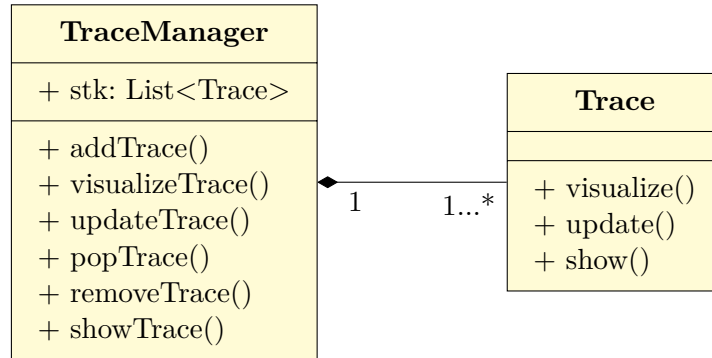 TraceManager
+ stk: List<Trace>
+ addTrace()
+ visualizeTrace()
+ updateTrace()
+ popTrace()
+ removeTrace()
+ showTrace()
1
1...*
Trace
+ visualize()
+ update()
+ show()